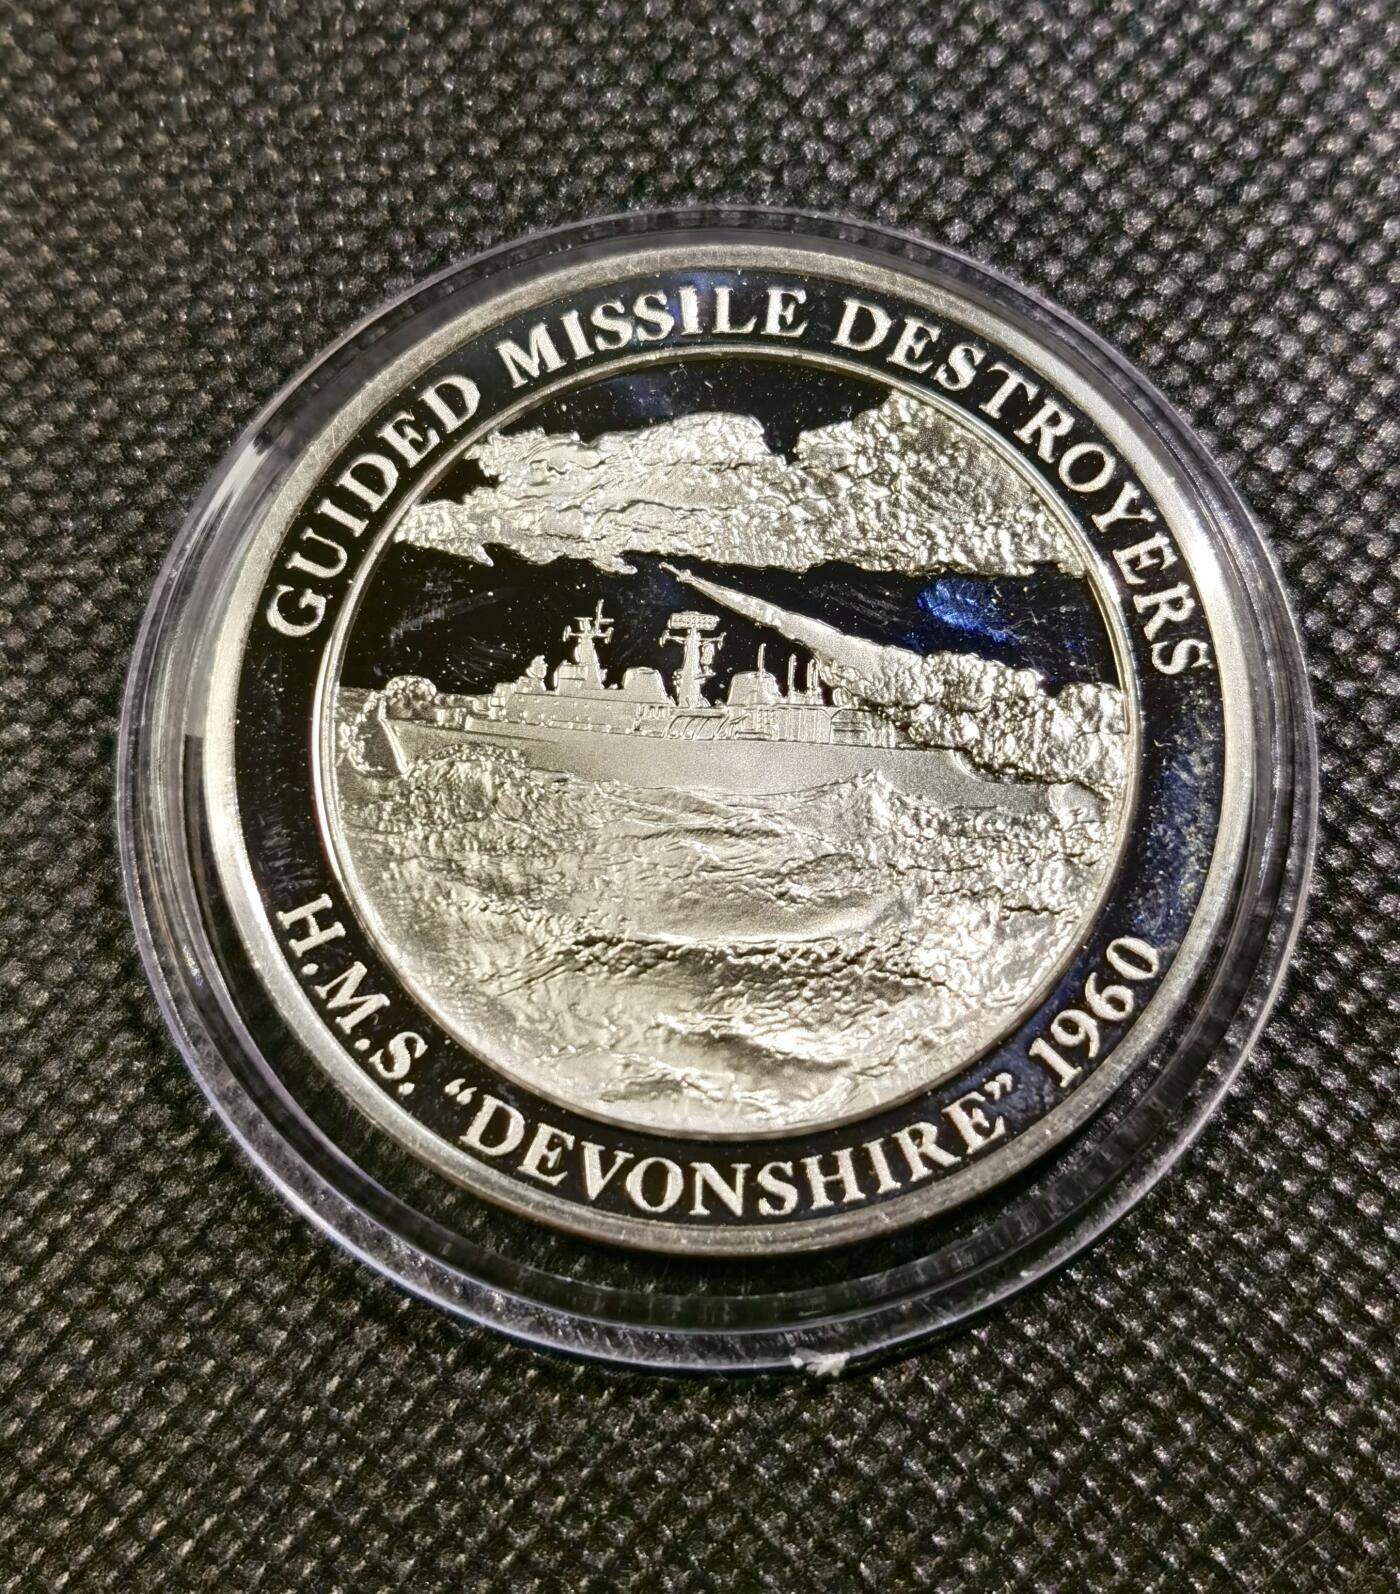 GUIDED MISSILE DESTROYERS
H.M.S. “DEVONSHIRE” 1960